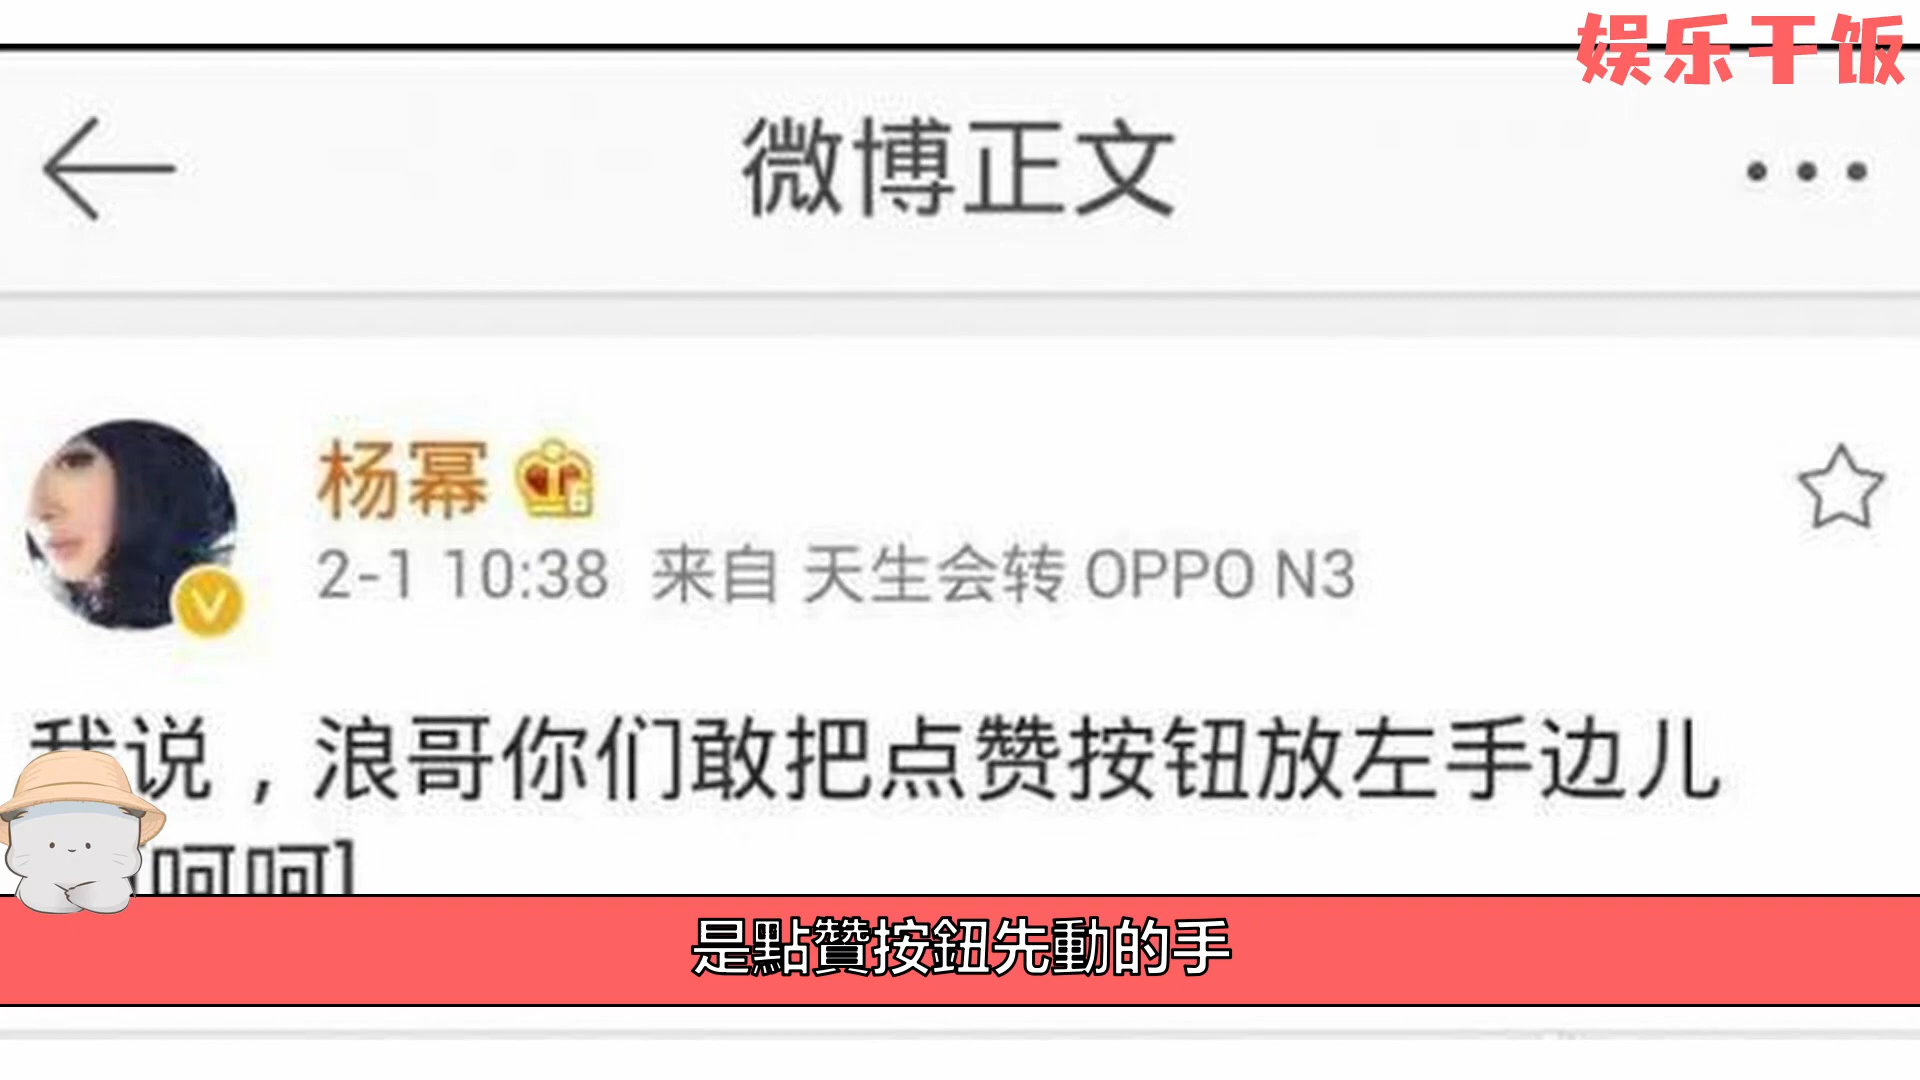 娱乐干饭
微博正文
杨幂
2-1 10:38 来自 天生会转 OPPO N3
我说，浪哥你们敢把点赞按钮放左手边儿
[呵呵]
是點贊按鈕先動的手